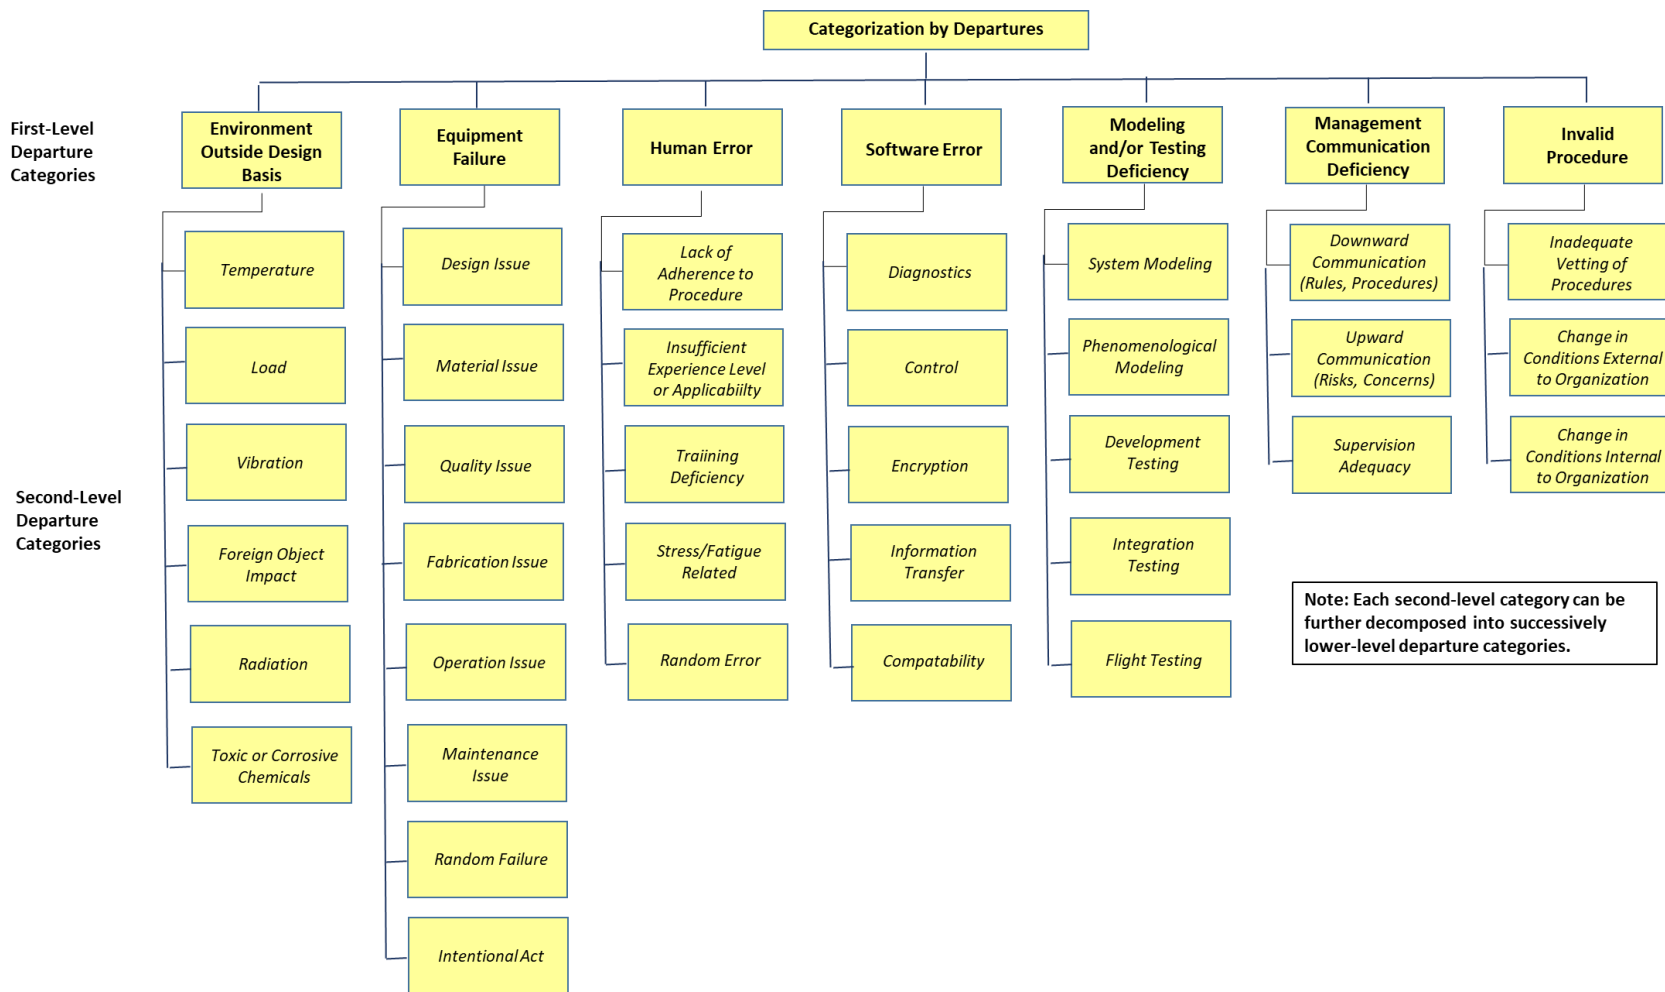 Categorization by Departures
First-Level
Departure
Categories
Environment
Outside Design
Basis
Equipment
Failure
Human Error
Software Error
Modeling
and/or Testing
Deficiency
Management
Communication
Deficiency
Invalid
Procedure
Second-Level
Departure
Categories
Temperature
Load
Vibration
Foreign Object
Impact
Radiation
Toxic or Corrosive
Chemicals
Design Issue
Material Issue
Quality Issue
Fabrication Issue
Operation Issue
Maintenance
Issue
Random Failure
Intentional Act
Lack of
Adherence to
Procedure
Insufficient
Experience Level
or Applicabiilty
Traiining
Deficiency
Stress/Fatigue
Related
Random Error
Diagnostics
Control
Encryption
Information
Transfer
Compatability
System Modeling
Phenomenological
Modeling
Development
Testing
Integration
Testing
Flight Testing
Downward
Communication
(Rules, Procedures)
Upward
Communication
(Risks, Concerns)
Supervision
Adequacy
Inadequate
Vetting of
Procedures
Change in
Conditions External
to Organization
Change in
Conditions Internal
to Organization
Note: Each second-level category can be
further decomposed into successively
lower-level departure categories.